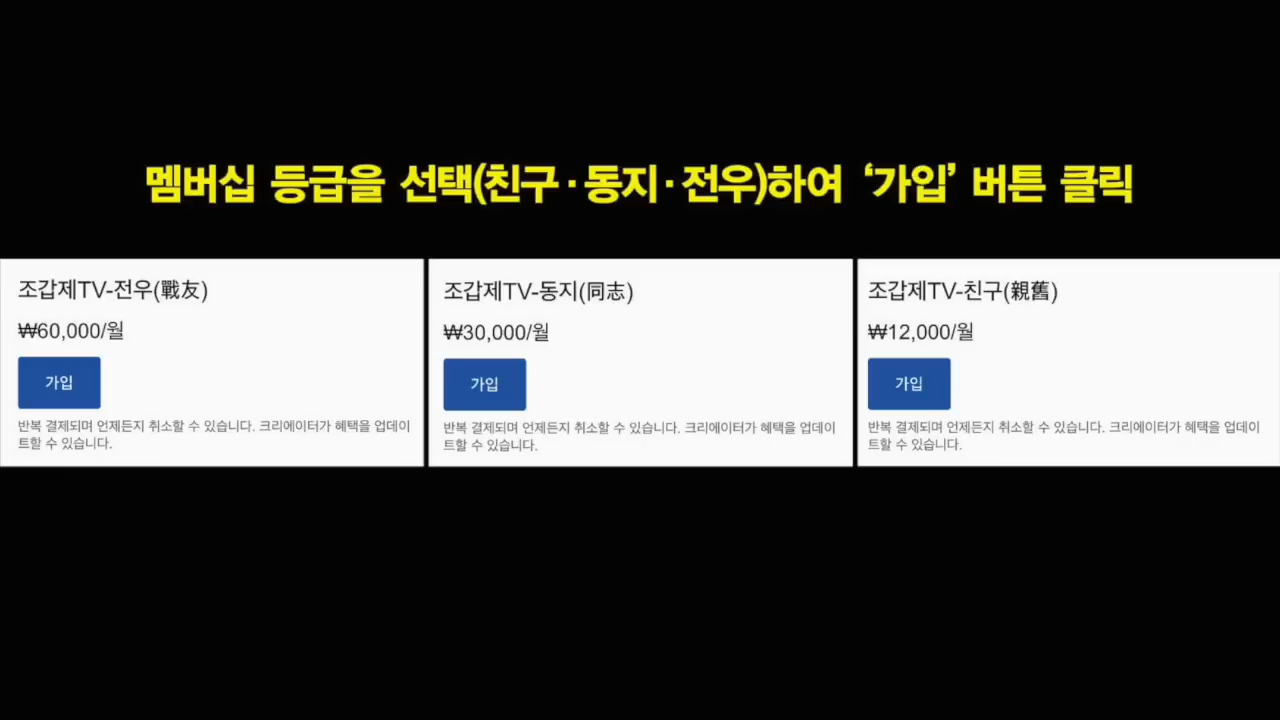 멤버십 등급을 선택(친구·동지·전우)하여 ‘가입’ 버튼 클릭
조갑제TV-전우(戰友)
₩60,000/월
가입
반복 결제되며 언제든지 취소할 수 있습니다. 크리에이터가 혜택을 업데이
트할 수 있습니다.
조갑제TV-동지(同志)
₩30,000/월
가입
반복 결제되며 언제든지 취소할 수 있습니다. 크리에이터가 혜택을 업데이
트할 수 있습니다.
조갑제TV-친구(親舊)
₩12,000/월
가입
반복 결제되며 언제든지 취소할 수 있습니다. 크리에이터가 혜택을 업데이
트할 수 있습니다.